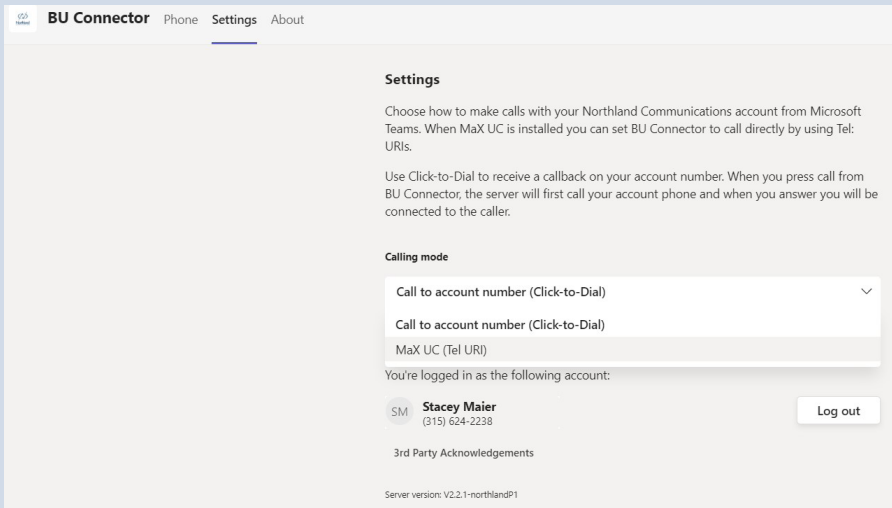 BU Connector Phone Settings About
Settings
Choose how to make calls with your Northland Communications account from Microsoft
Teams. When MaX UC is installed you can set BU Connector to call directly by using Tel:
URIs.
Use Click-to-Dial to receive a callback on your account number. When you press call from
BU Connector, the server will first call your account phone and when you answer you will be
connected to the caller.
Calling mode
Call to account number (Click-to-Dial)
Call to account number (Click-to-Dial)
MaX UC (Tel URI)
You're logged in as the following account:
SM Stacey Maier Log out
(315) 624-2238
3rd Party Acknowledgements
Server version: V2.2.1-northlandP1